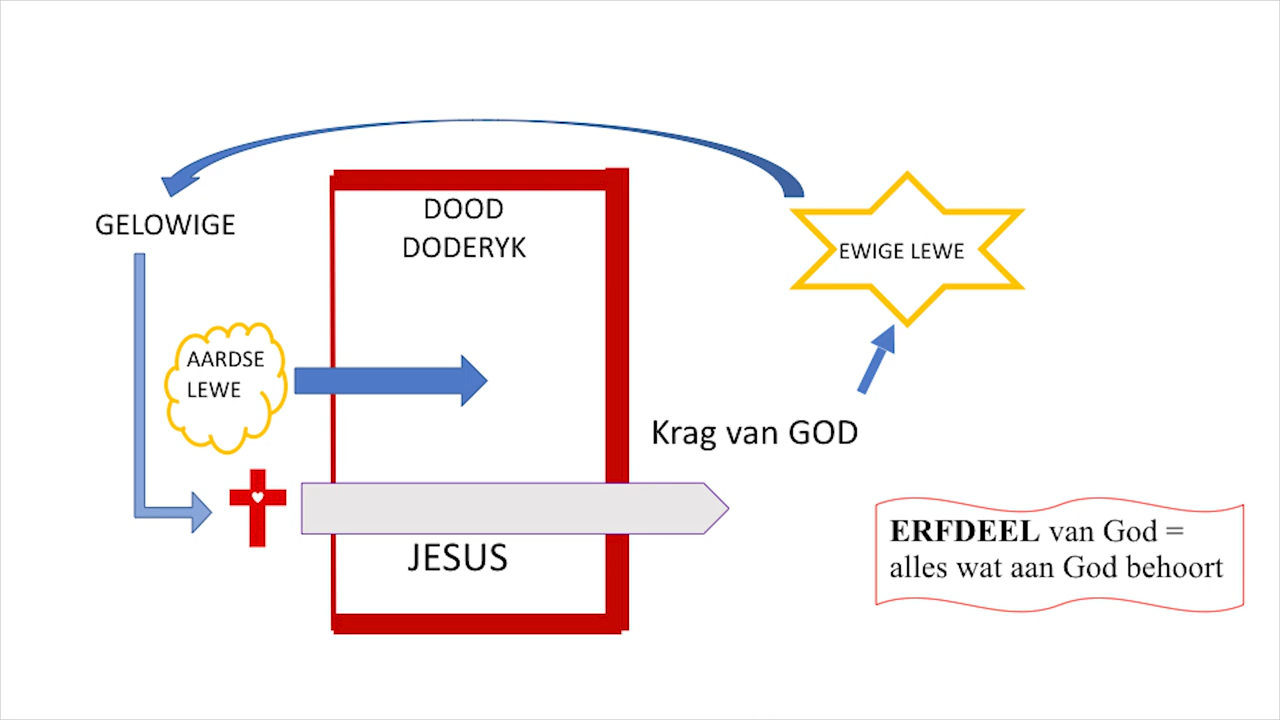 GELOWIGE
DOOD
DODERYK
EWIGE LEWE
AARDSE
LEWE
Krag van GOD
JESUS
ERFDEEL van God =
alles wat aan God behoort